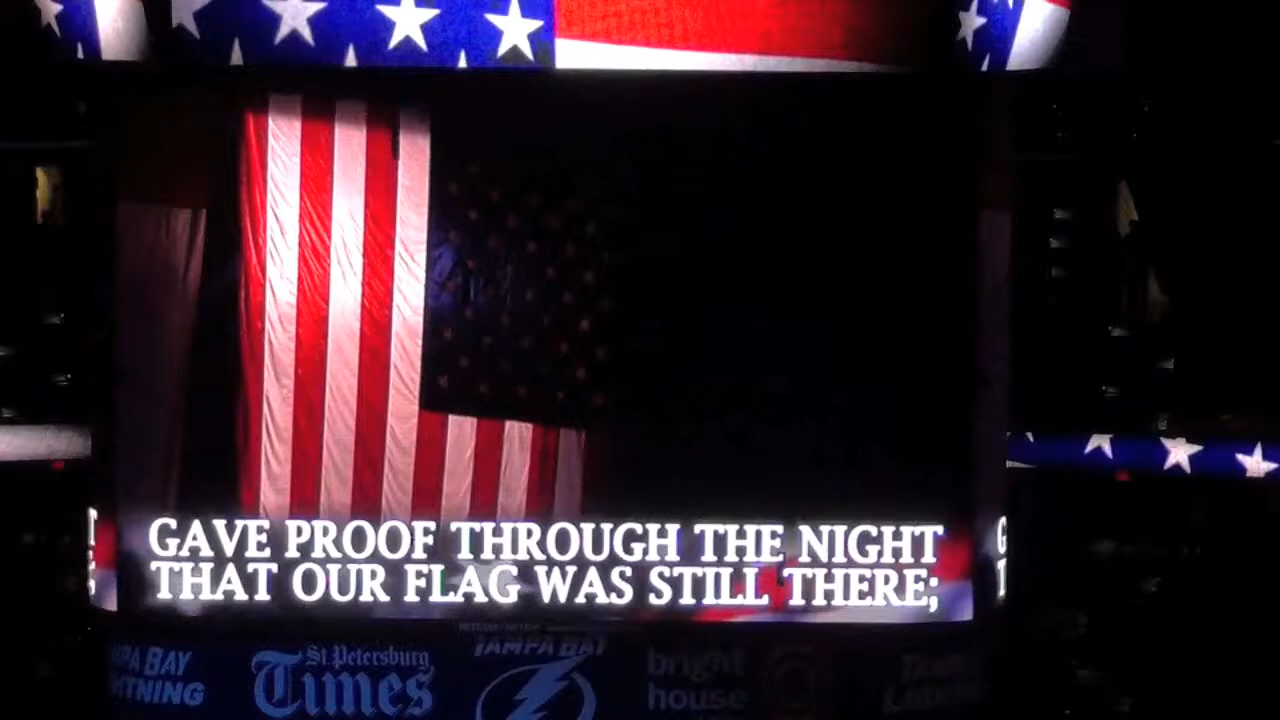 GAVE PROOF THROUGH THE NIGHT
THAT OUR FLAG WAS STILL THERE;
TAMPA BAY
St. Petersburg
Times
bright
house